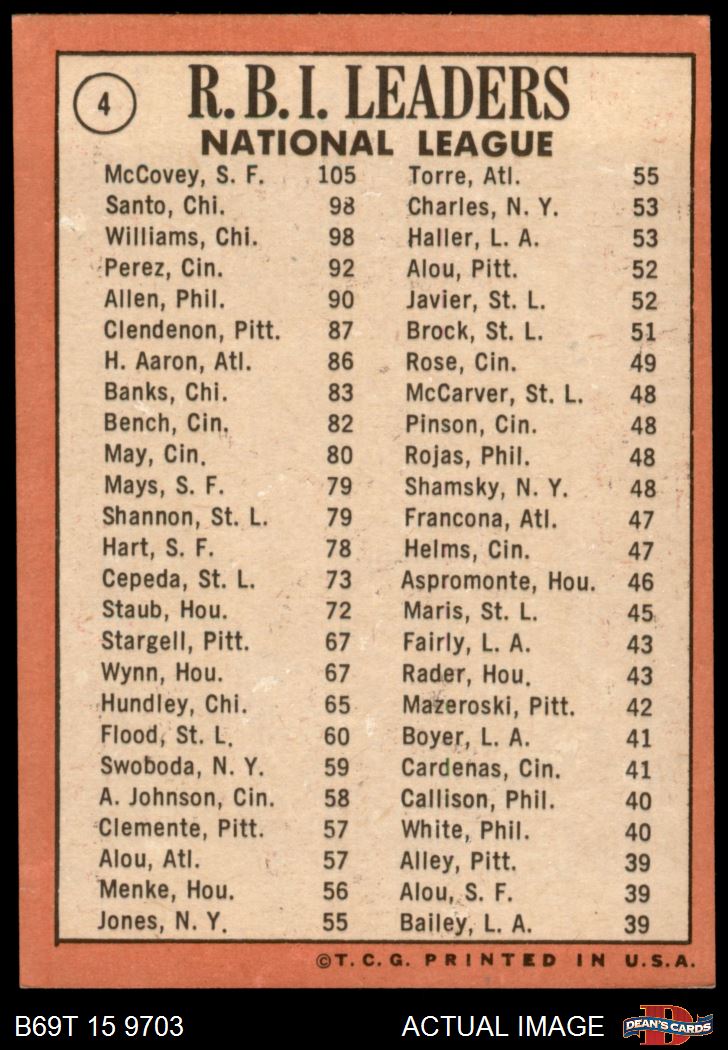 4
R. B. I. LEADERS
NATIONAL LEAGUE
McCovey, S. F. 105
Santo, Chi. 98
Williams, Chi. 98
Perez, Cin. 92
Allen, Phil. 90
Clendenon, Pitt. 87
H. Aaron, Atl. 86
Banks, Chi. 83
Bench, Cin. 82
May, Cin. 80
Mays, S. F. 79
Shannon, St. L. 79
Hart, S. F. 78
Cepeda, St. L. 73
Staub, Hou. 72
Stargell, Pitt. 67
Wynn, Hou. 67
Hundley, Chi. 65
Flood, St. L. 60
Swoboda, N. Y. 59
A. Johnson, Cin. 58
Clemente, Pitt. 57
Alou, Atl. 57
Menke, Hou. 56
Jones, N. Y. 55
Torre, Atl. 55
Charles, N. Y. 53
Haller, L. A. 53
Alou, Pitt. 52
Javier, St. L. 52
Brock, St. L. 51
Rose, Cin. 49
McCarver, St. L. 48
Pinson, Cin. 48
Rojas, Phil. 48
Shamsky, N. Y. 48
Francona, Atl. 47
Helms, Cin. 47
Aspromonte, Hou. 46
Maris, St. L. 45
Fairly, L. A. 43
Rader, Hou. 43
Mazeroski, Pitt. 42
Boyer, L. A. 41
Cardenas, Cin. 41
Callison, Phil. 40
White, Phil. 40
Alley, Pitt. 39
Alou, S. F. 39
Bailey, L. A. 39
©T. C. G. PRINTED IN U.S.A.
B69T 15 9703
ACTUAL IMAGE
D
DEAN'S CARDS